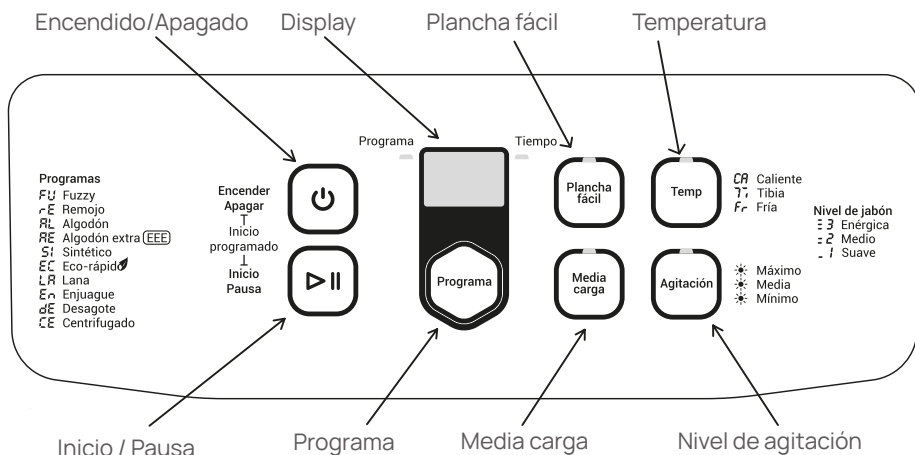 Encendido/Apagado
Display
Plancha fácil
Temperatura
Programa
Tiempo
Programas
FU Fuzzy
rE Remojo
AL Algodón
AE Algodón extra EEE
SI Sintético
EC Eco-rápido
LA Lana
En Enjuague
dE Desagote
CE Centrifugado
Encender
Apagar
Inicio
programado
Inicio
Pausa
Programa
Plancha
fácil
Temp
CA Caliente
Tibia
Fr Fría
Media
carga
Agitación
Máximo
Media
Mínimo
Nivel de jabón
3 Enérgica
2 Medio
1 Suave
Inicio / Pausa
Programa
Media carga
Nivel de agitación